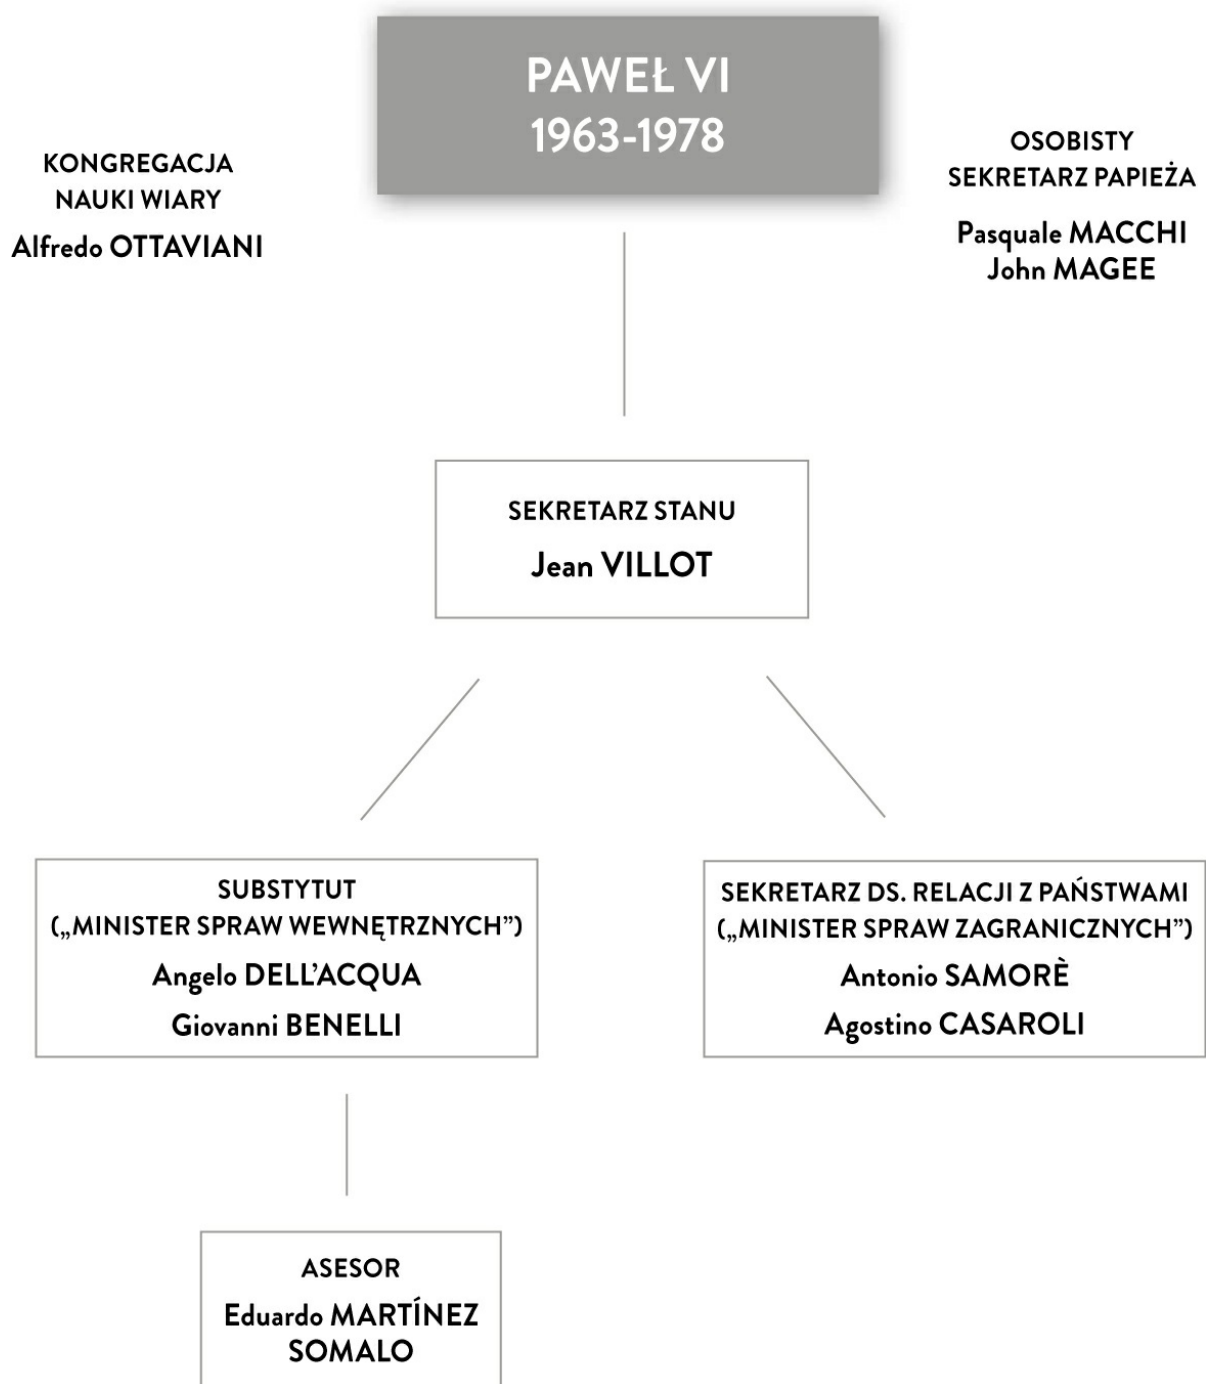 PAWEŁ VI
1963-1978
KONGREGACJA
NAUKI WIARY
Alfredo OTTAVIANI
OSOBISTY
SEKRETARZ PAPIEŻA
Pasquale MACCHI
John MAGEE
SEKRETARZ STANU
Jean VILLOT
SUBSTYTUT
(„MINISTER SPRAW WEWNĘTRZNYCH”)
Angelo DELL’ACQUA
Giovanni BENELLI
SEKRETARZ DS. RELACJI Z PAŃSTWAMI
(„MINISTER SPRAW ZAGRANICZNYCH”)
Antonio SAMORÈ
Agostino CASAROLI
ASESOR
Eduardo MARTÍNEZ
SOMALO